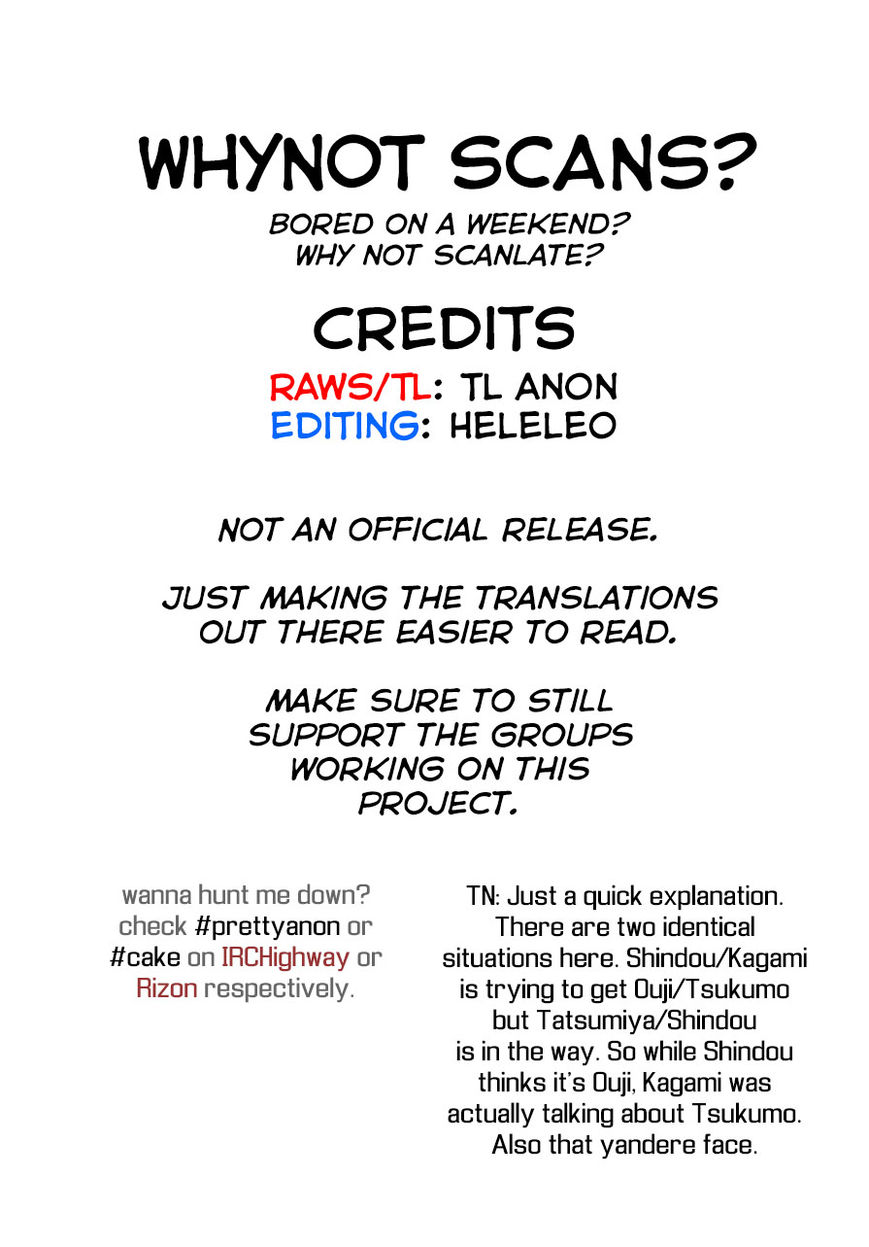 WHYNOT SCANS?
BORED ON A WEEKEND?
WHY NOT SCANLATE?
CREDITS
RAWS/TL: TL ANON
EDITING: HELELEO
NOT AN OFFICIAL RELEASE.
JUST MAKING THE TRANSLATIONS
OUT THERE EASIER TO READ.
MAKE SURE TO STILL
SUPPORT THE GROUPS
WORKING ON THIS
PROJECT.
wanna hunt me down?
check #prettyanon or
#cake on IRCHighway or
Rizon respectively.
TN: Just a quick explanation.
There are two identical
situations here. Shindou/Kagami
is trying to get Ouji/Tsukumo
but Tatsumiya/Shindou
is in the way. So while Shindou
thinks it's Ouji, Kagami was
actually talking about Tsukumo.
Also that yandere face.